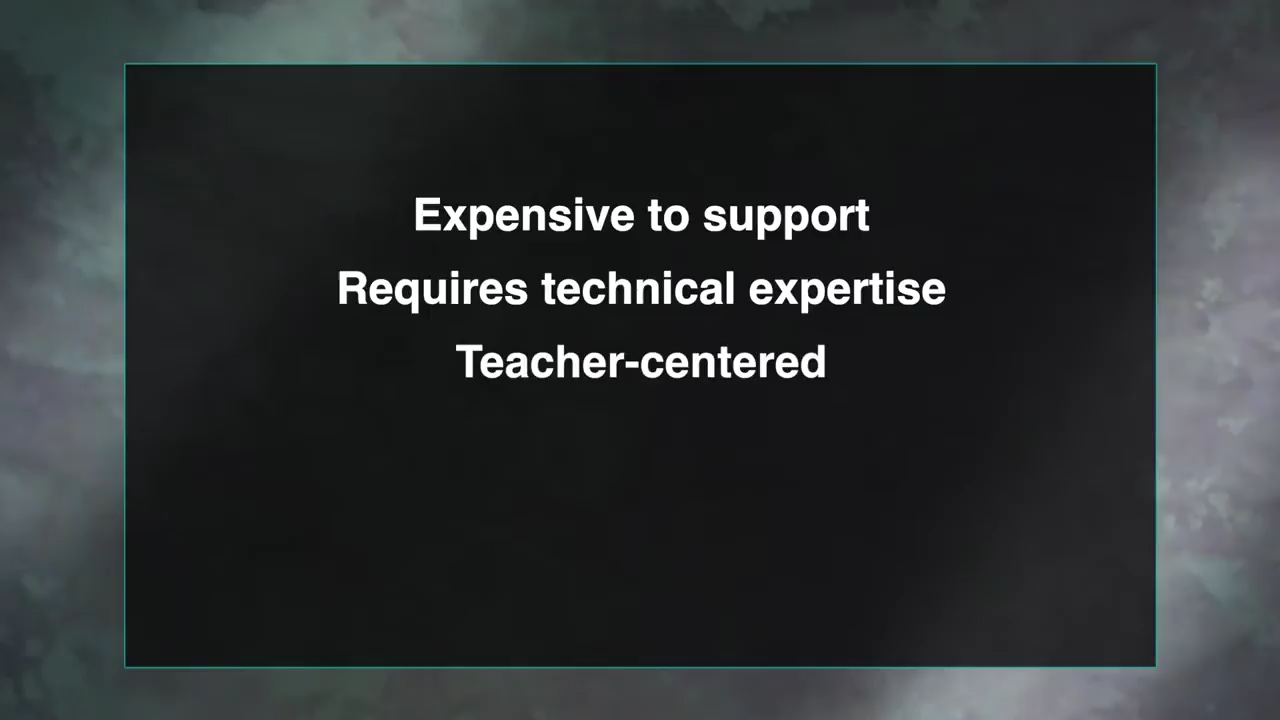 Expensive to support
Requires technical expertise
Teacher-centered